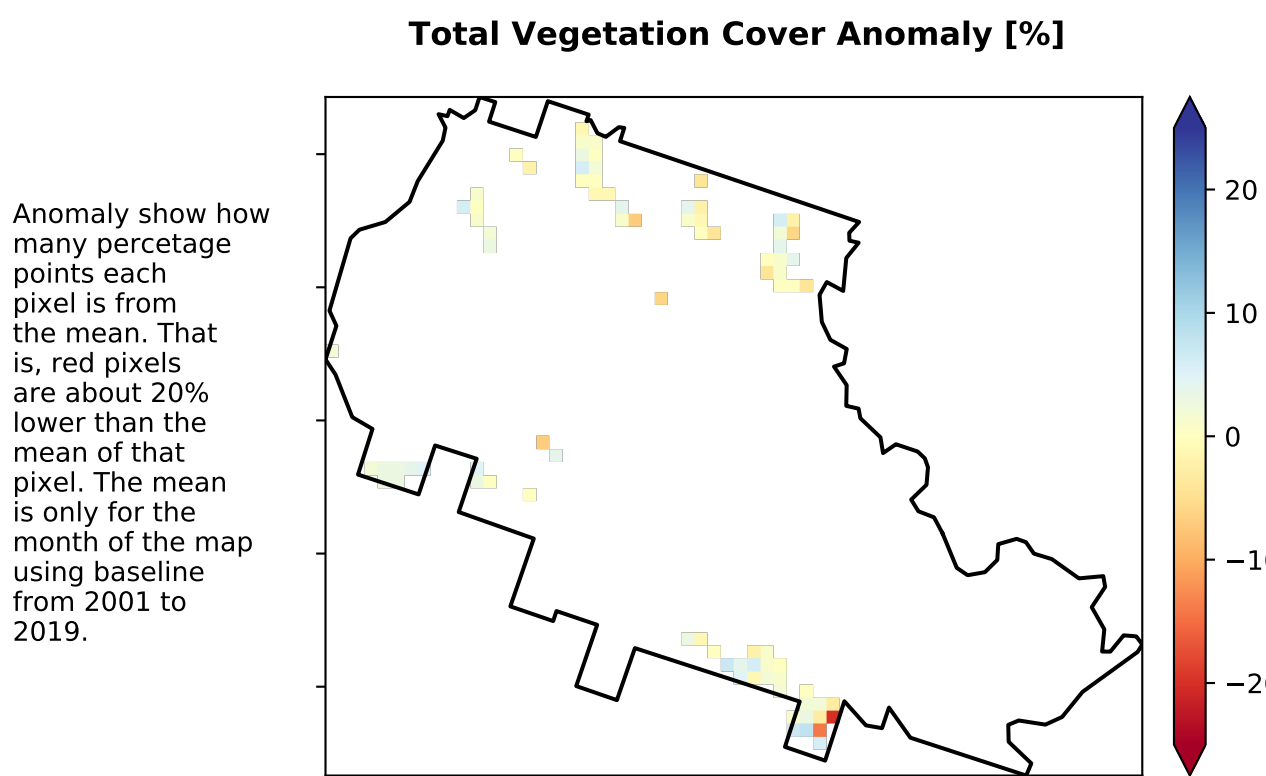 Total Vegetation Cover Anomaly [%]
Anomaly show how
many percetage
points each
pixel is from
the mean. That
is, red pixels
are about 20%
lower than the
mean of that
pixel. The mean
is only for the
month of the map
using baseline
from 2001 to
2019.
20
10
0
−10
−20